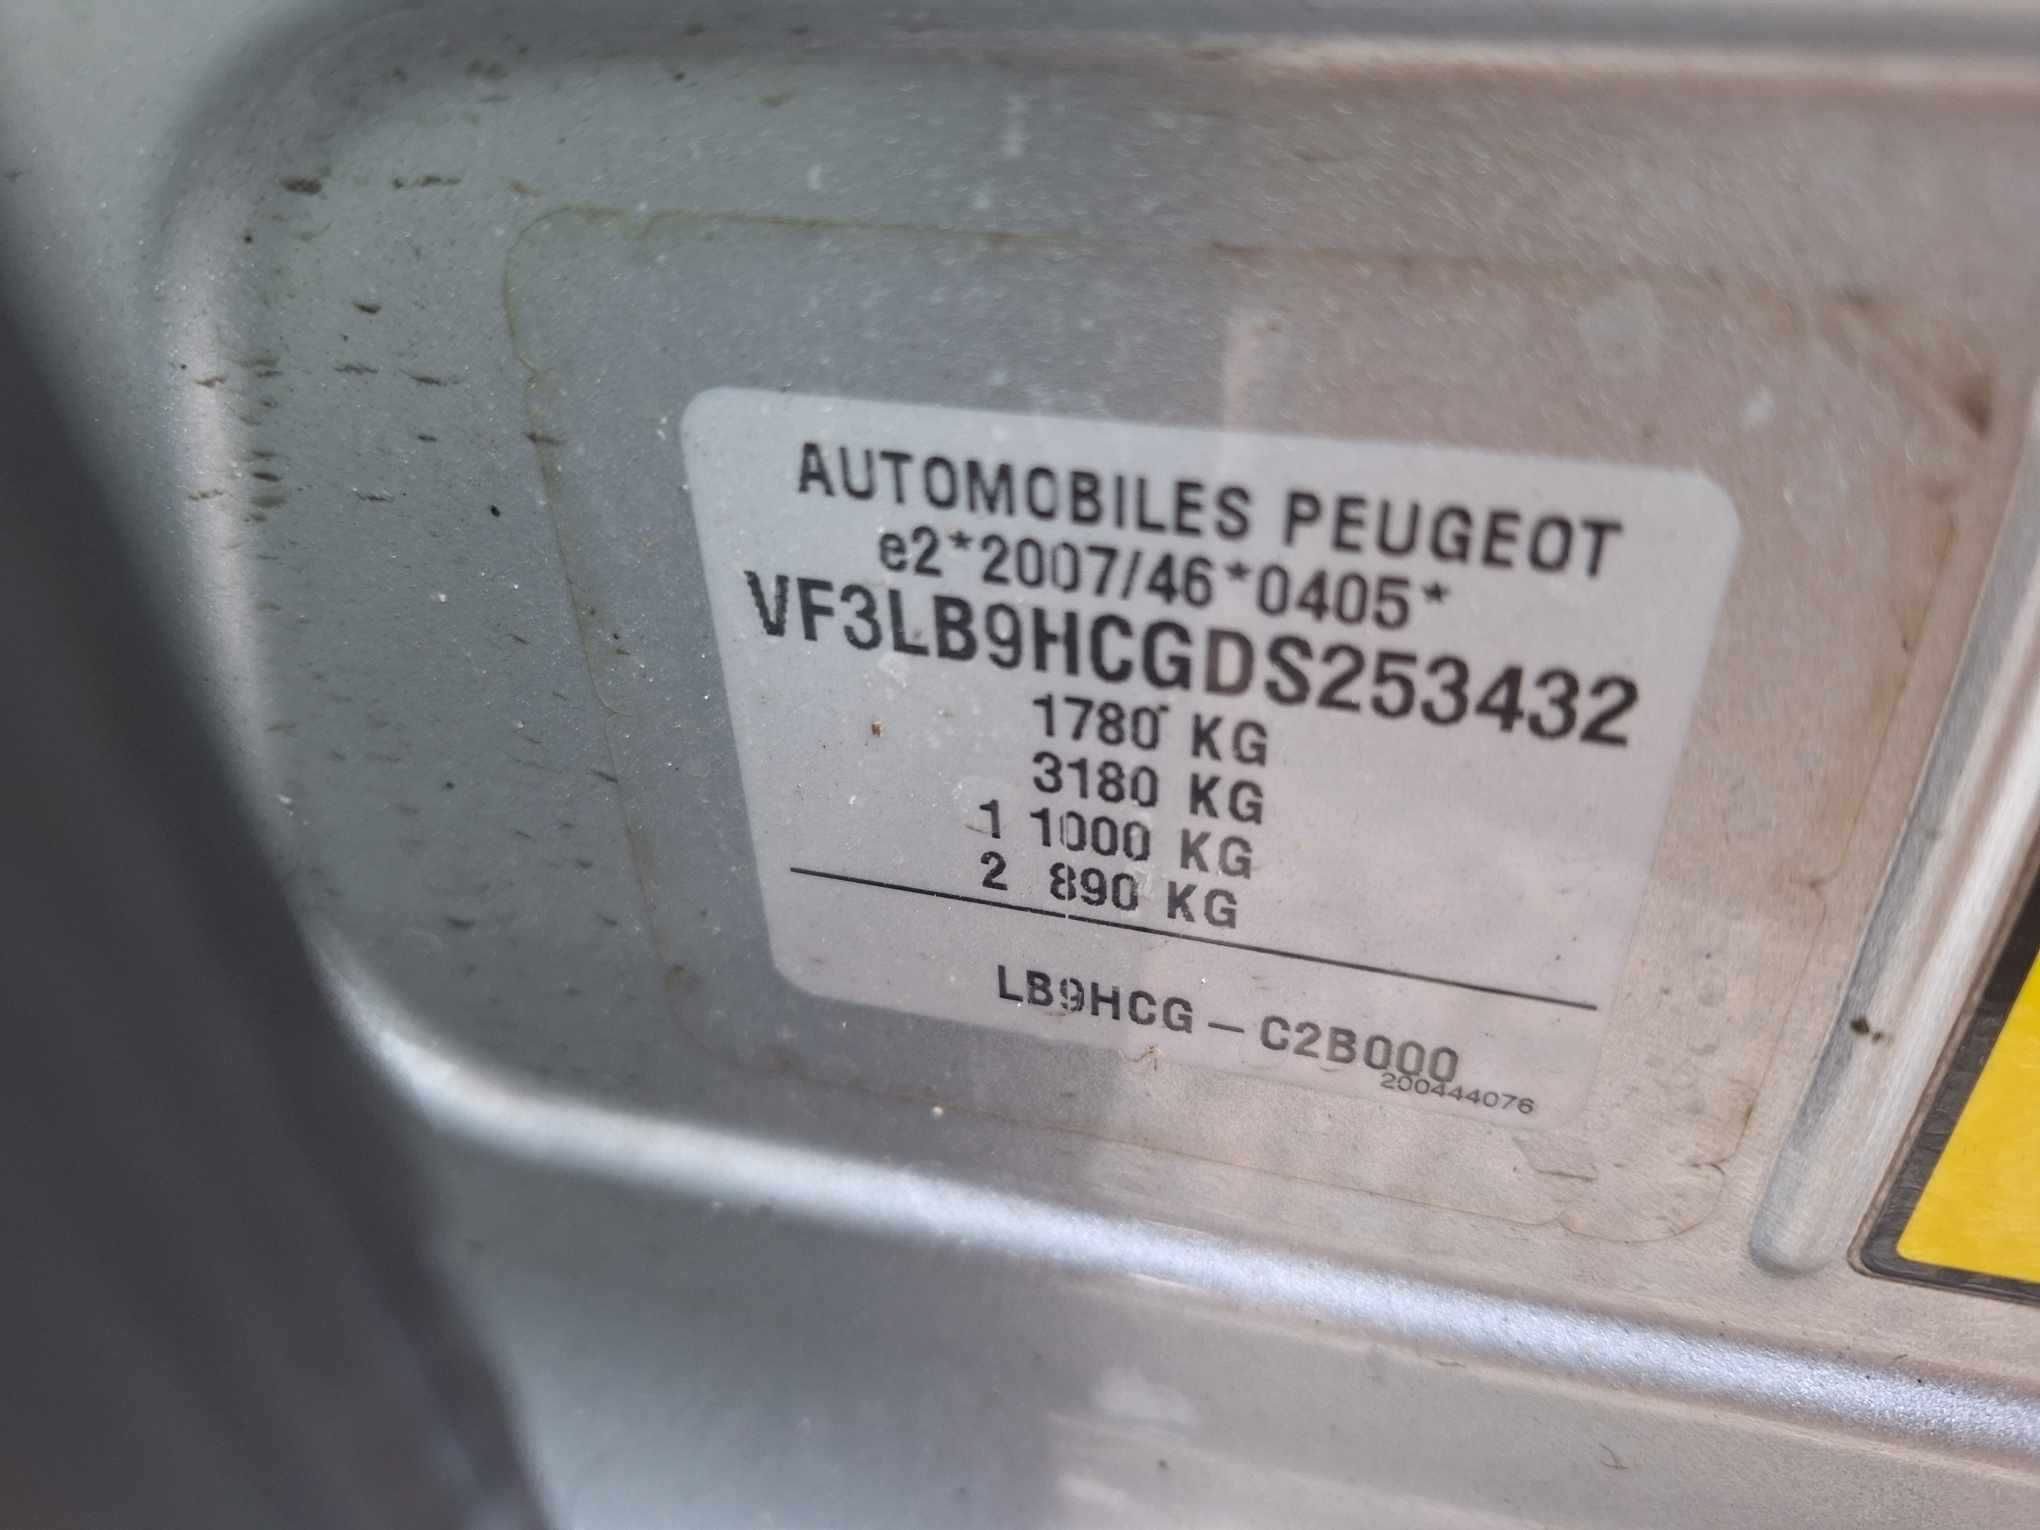 AUTOMOBILES PEUGEOT
e2*2007/46*0405*
VF3LB9HCGDS253432
1780 KG
3180 KG
1 1000 KG
2 890 KG
LB9HCG – C2B000
200444076